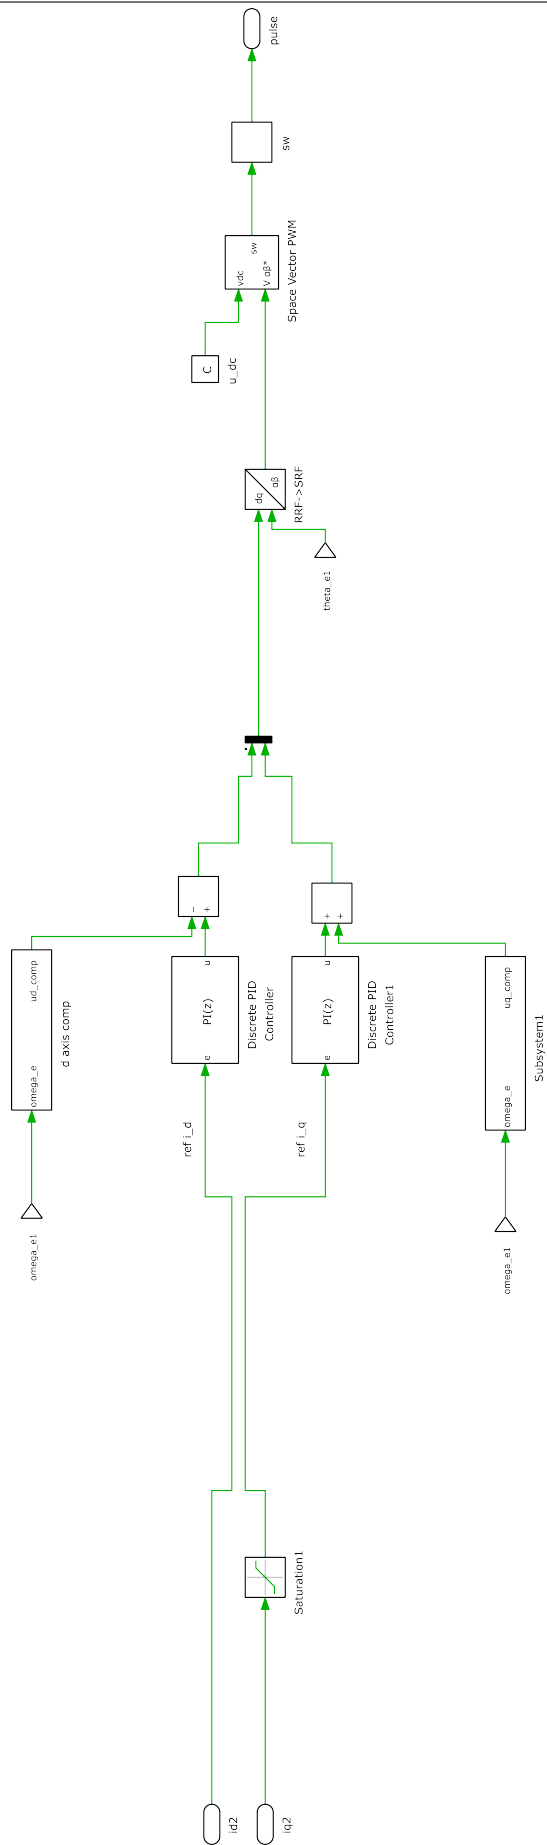 pulse
sw
sw
vdc
V αβ*
Space Vector PWM
C
u_dc
dq
αβ
RRF->SRF
theta_e1
−
+
+
+
ud_comp
omega_e
d axis comp
u
PI(z)
e
Discrete PID
Controller
u
PI(z)
e
Discrete PID
Controller1
uq_comp
omega_e
Subsystem1
ref i_d
ref i_q
omega_e1
omega_e1
Saturation1
id2
iq2